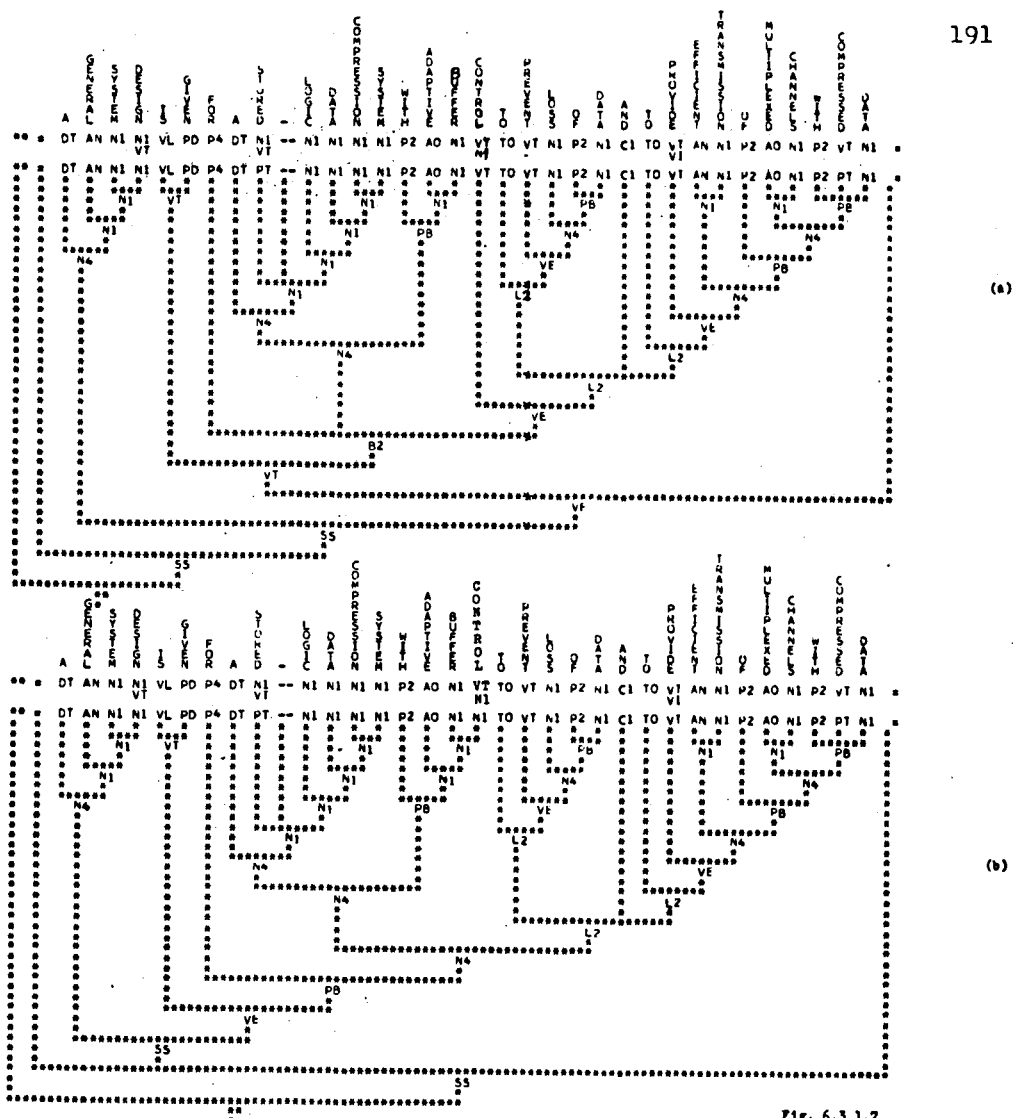 191
A GENERAL SYSTEM DESIGN IS GIVEN FOR A STORED - LOGIC DATA COMPRESSION SYSTEM WITH ADAPTIVE BUFFER CONTROL TO PREVENT LOSS OF DATA AND TO PROVIDE EFFICIENT TRANSMISSION OF MULTIPLEXED CHANNELS WITH COMPRESSED DATA
** * DT AN N1 N1 VL PD P4 DT N1 -- N1 N1 N1 N1 P2 AO N1 VT TO VT N1 P2 N1 C1 TO VT AN N1 P2 AO N1 P2 VT N1 *
VT VT N1 VI
** * DT AN N1 N1 VL PD P4 DT PT -- N1 N1 N1 N1 P2 AO N1 VT TO VT N1 P2 N1 C1 TO VT AN N1 P2 AO N1 P2 PT N1 *
N1 VT N1 N1 PB N1 N1 PB
N1 N1 PB N4 N4
N4 N1 VE PB
N1 L2 N4
N4 VE
N4 L2
L2
VE
B2
VT
VE
SS
SS
**
(a)
A GENERAL SYSTEM DESIGN IS GIVEN FOR A STORED - LOGIC DATA COMPRESSION SYSTEM WITH ADAPTIVE BUFFER CONTROL TO PREVENT LOSS OF DATA AND TO PROVIDE EFFICIENT TRANSMISSION OF MULTIPLEXED CHANNELS WITH COMPRESSED DATA
** * DT AN N1 N1 VL PD P4 DT N1 -- N1 N1 N1 N1 P2 AO N1 VT TO VT N1 P2 N1 C1 TO VT AN N1 P2 AO N1 P2 VT N1 *
VT VT N1 VI
** * DT AN N1 N1 VL PD P4 DT PT -- N1 N1 N1 N1 P2 AO N1 N1 TO VT N1 P2 N1 C1 TO VT AN N1 P2 AO N1 P2 PT N1 *
N1 VT N1 N1 PB N1 N1 PB
N1 N1 N1 N4 N4
N4 N1 PB VE PB
N1 L2 N4
N4 VE
N4 L2
L2
N4
PB
VE
SS
SS
**
(b)
Fig. 6.3.1.2